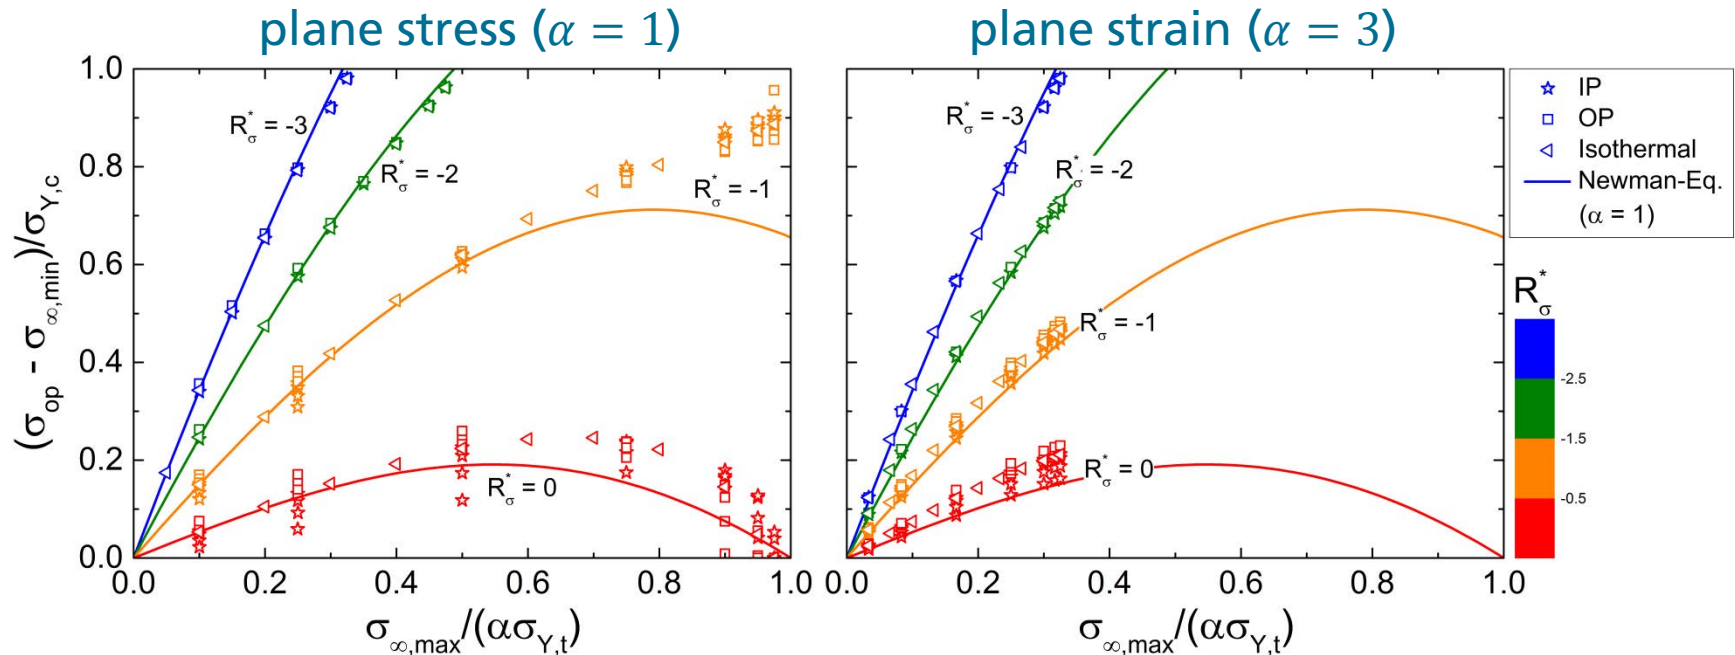 plane stress (α = 1)
plane strain (α = 3)
(σop - σ∞,min)/σY,c
1.0
0.8
0.6
0.4
0.2
0.0
R*σ = -3
R*σ = -2
R*σ = -1
R*σ = 0
0.0 0.2 0.4 0.6 0.8 1.0
σ∞,max/(ασY,t)
R*σ = -3
R*σ = -2
R*σ = -1
R*σ = 0
0.0 0.2 0.4 0.6 0.8 1.0
σ∞,max/(ασY,t)
IP
OP
Isothermal
Newman-Eq.
(α = 1)
R*σ
-2.5
-1.5
-0.5